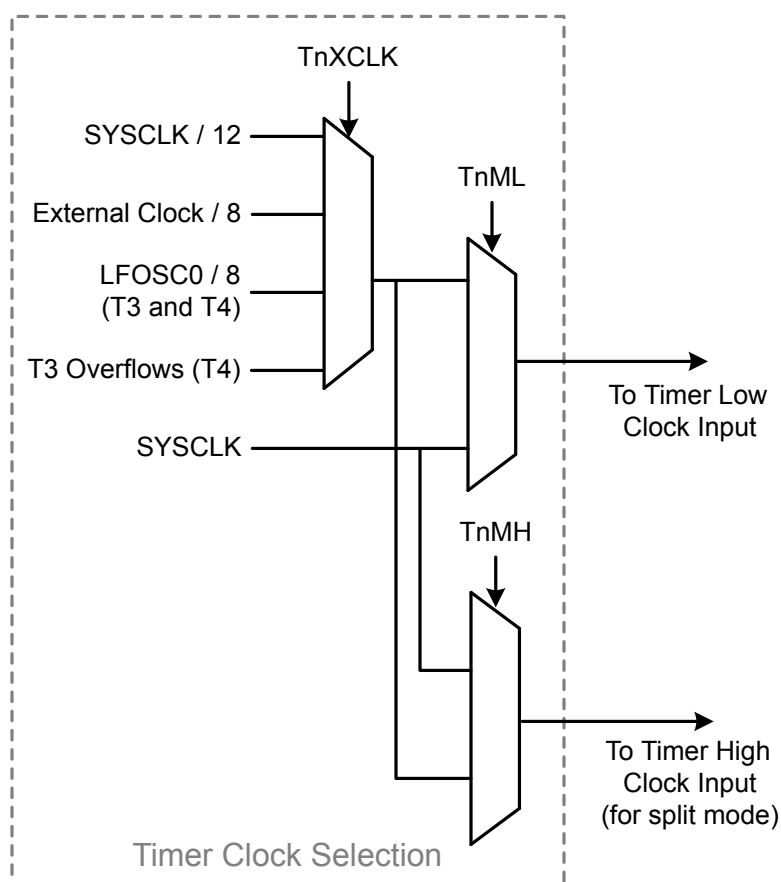 TnXCLK
SYSCLK / 12
TnML
External Clock / 8
LFOSC0 / 8
(T3 and T4)
T3 Overflows (T4)
To Timer Low
Clock Input
SYSCLK
TnMH
To Timer High
Clock Input
(for split mode)
Timer Clock Selection